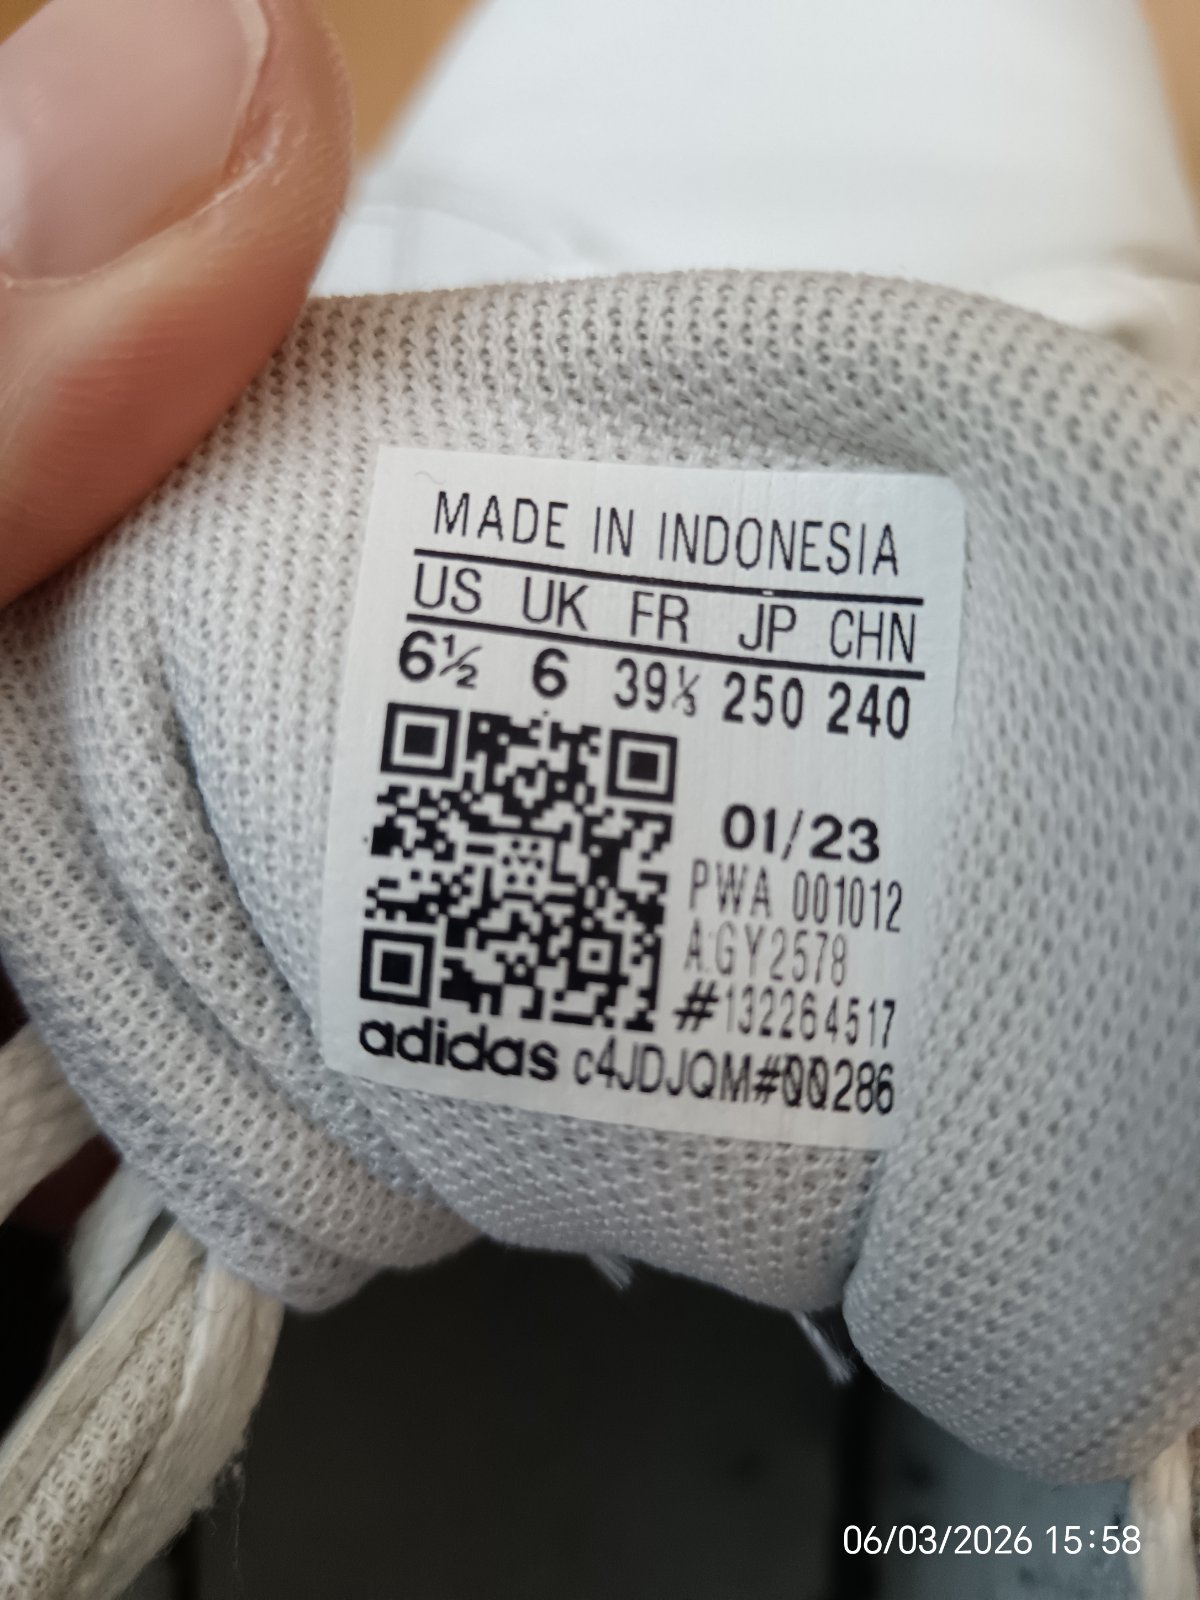 MADE IN INDONESIA
US UK FR JP CHN
6½ 6 39⅓ 250 240
01/23
PWA 001012
A:GY2578
#132264517
adidas c4JDJQM#00286
06/03/2026 15:58